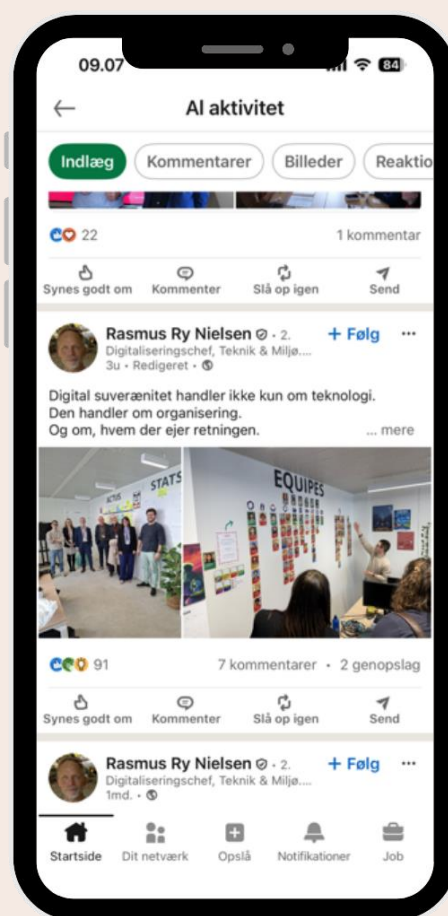 09.07
84
Al aktivitet
Indlæg
Kommentarer
Billeder
Reaktio
22
1 kommentar
Synes godt om
Kommenter
Slå op igen
Send
Rasmus Ry Nielsen · 2.
+ Følg
Digitaliseringschef, Teknik & Miljø....
3u • Redigeret •
Digital suverænitet handler ikke kun om teknologi.
Den handler om organisering.
Og om, hvem der ejer retningen.
... mere
ACTUS
STATS
EQUIPES
91
7 kommentarer • 2 genopslag
Synes godt om
Kommenter
Slå op igen
Send
Rasmus Ry Nielsen · 2.
+ Følg
Digitaliseringschef, Teknik & Miljø....
1md. •
Startside
Dit netværk
Opslå
Notifikationer
Job